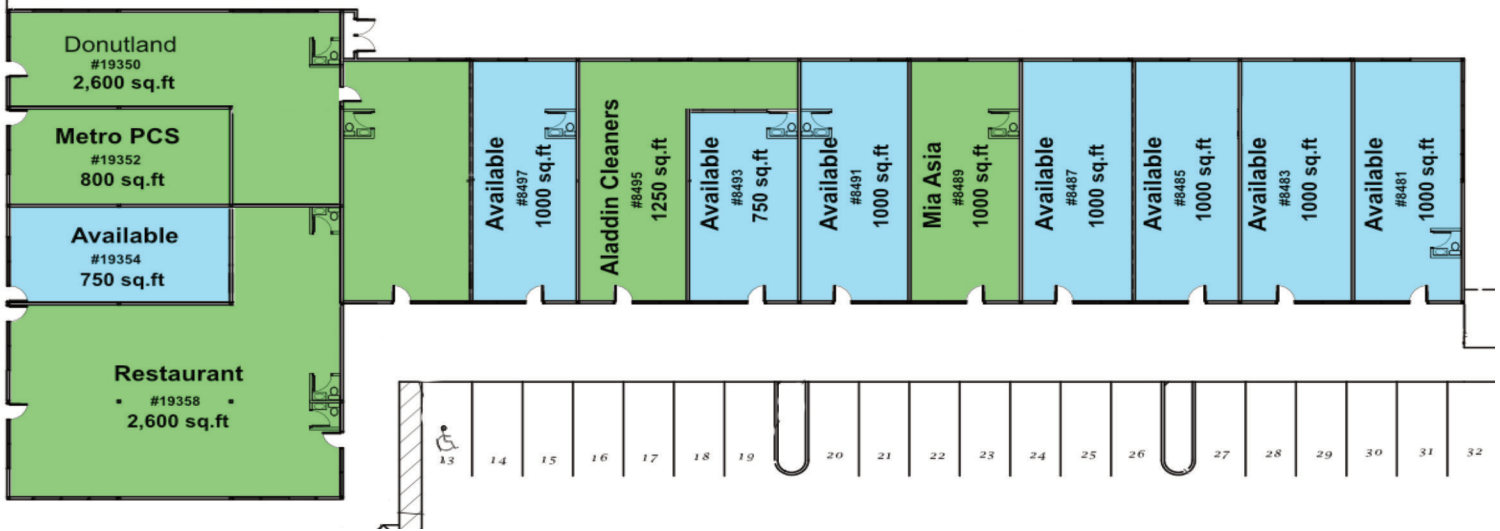 Donutland
#19350
2,600 sq.ft
Metro PCS
#19352
800 sq.ft
Available
#19354
750 sq.ft
Restaurant
#19358
2,600 sq.ft
Available
#8497
1000 sq.ft
Aladdin Cleaners
#8495
1250 sq.ft
Available
#8493
750 sq.ft
Available
#8491
1000 sq.ft
Mia Asia
#8489
1000 sq.ft
Available
#8487
1000 sq.ft
Available
#8485
1000 sq.ft
Available
#8483
1000 sq.ft
Available
#8481
1000 sq.ft
13 14 15 16 17 18 19 20 21 22 23 24 25 26 27 28 29 30 31 32